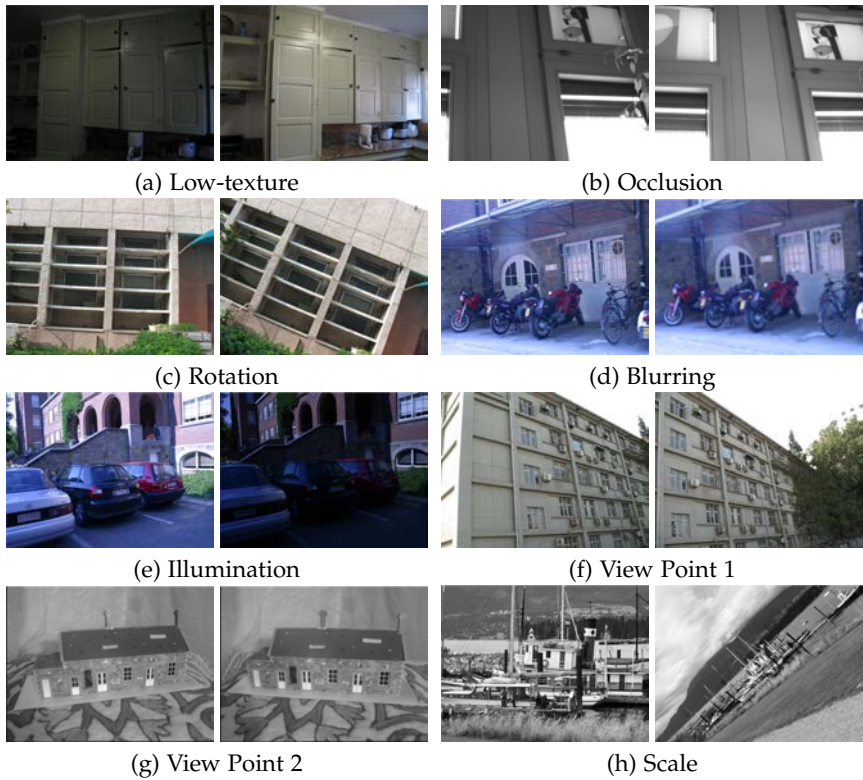 (a) Low-texture
(b) Occlusion
(c) Rotation
(d) Blurring
(e) Illumination
(f) View Point 1
(g) View Point 2
(h) Scale